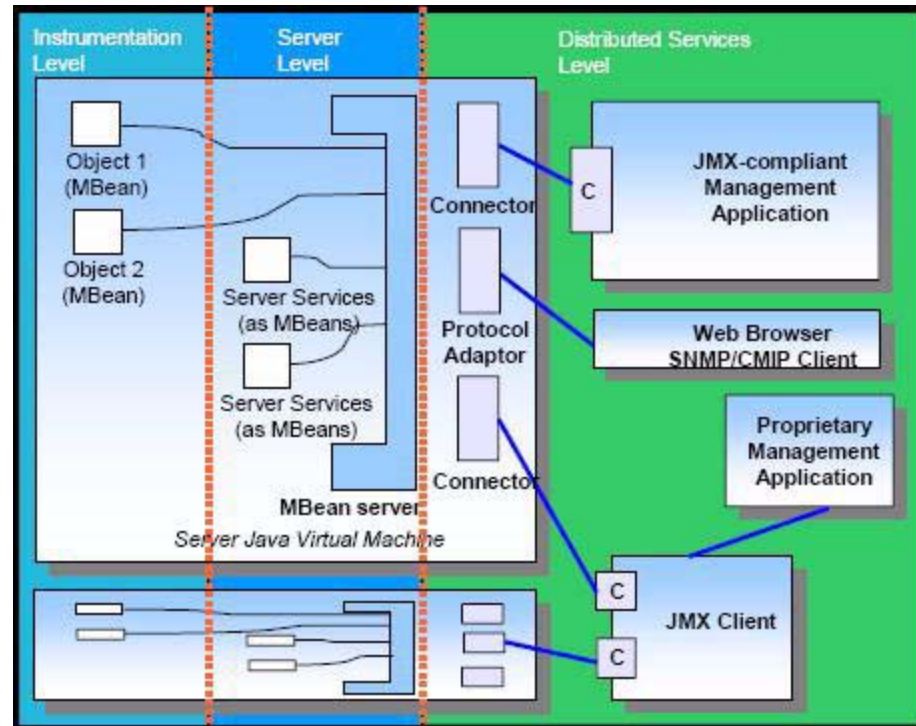 Instrumentation
Level
Server
Level
Distributed Services
Level
Object 1
(MBean)
Object 2
(MBean)
Server Services
(as MBeans)
Server Services
(as MBeans)
MBean server
Server Java Virtual Machine
Connector
Protocol
Adaptor
Connector
C
JMX-compliant
Management
Application
Web Browser
SNMP/CMIP Client
Proprietary
Management
Application
C
JMX Client
C